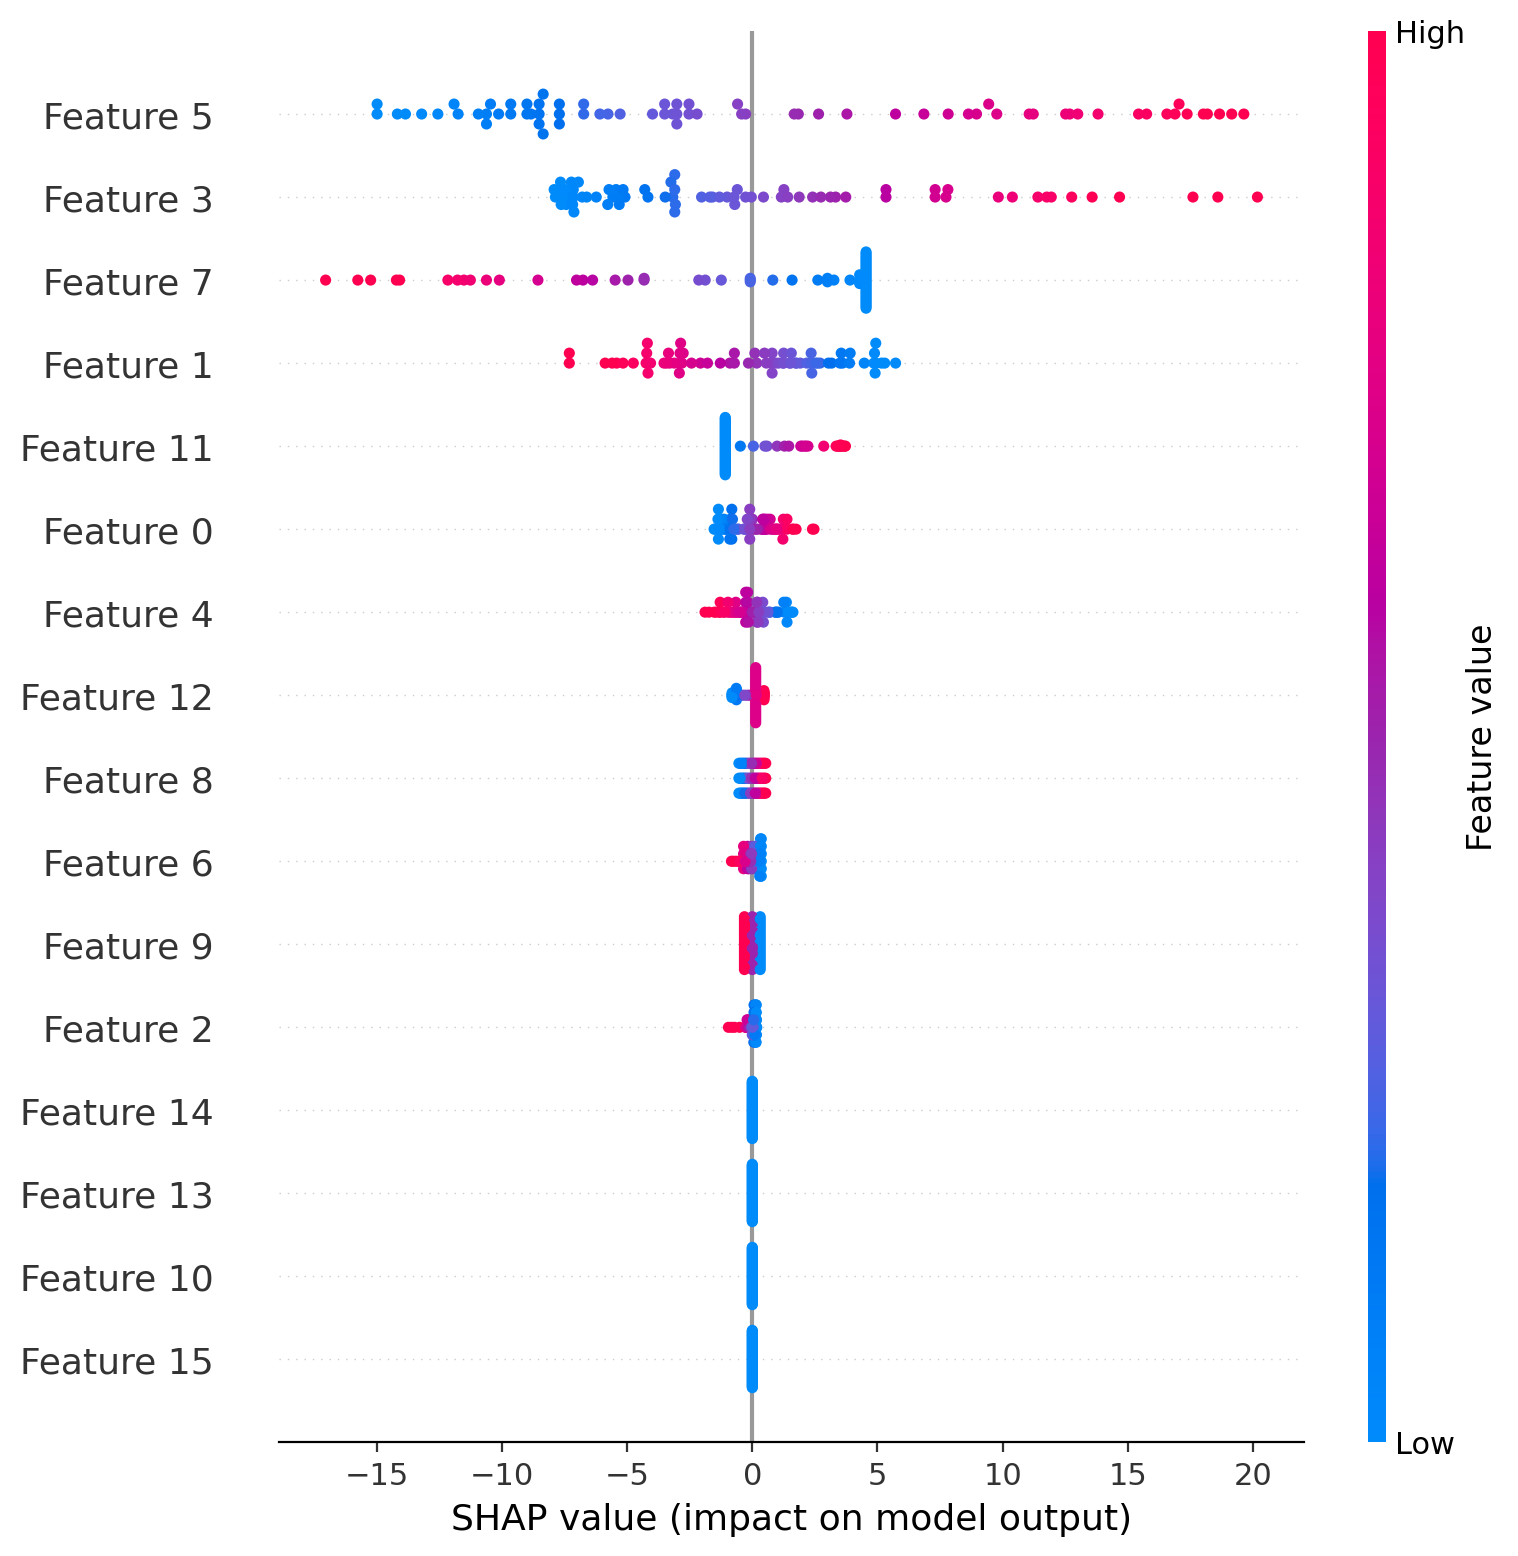 High
Feature 5
Feature 3
Feature 7
Feature 1
Feature 11
Feature 0
Feature 4
Feature 12
Feature 8
Feature 6
Feature 9
Feature 2
Feature 14
Feature 13
Feature 10
Feature 15
Feature value
Low
−15 −10 −5 0 5 10 15 20
SHAP value (impact on model output)